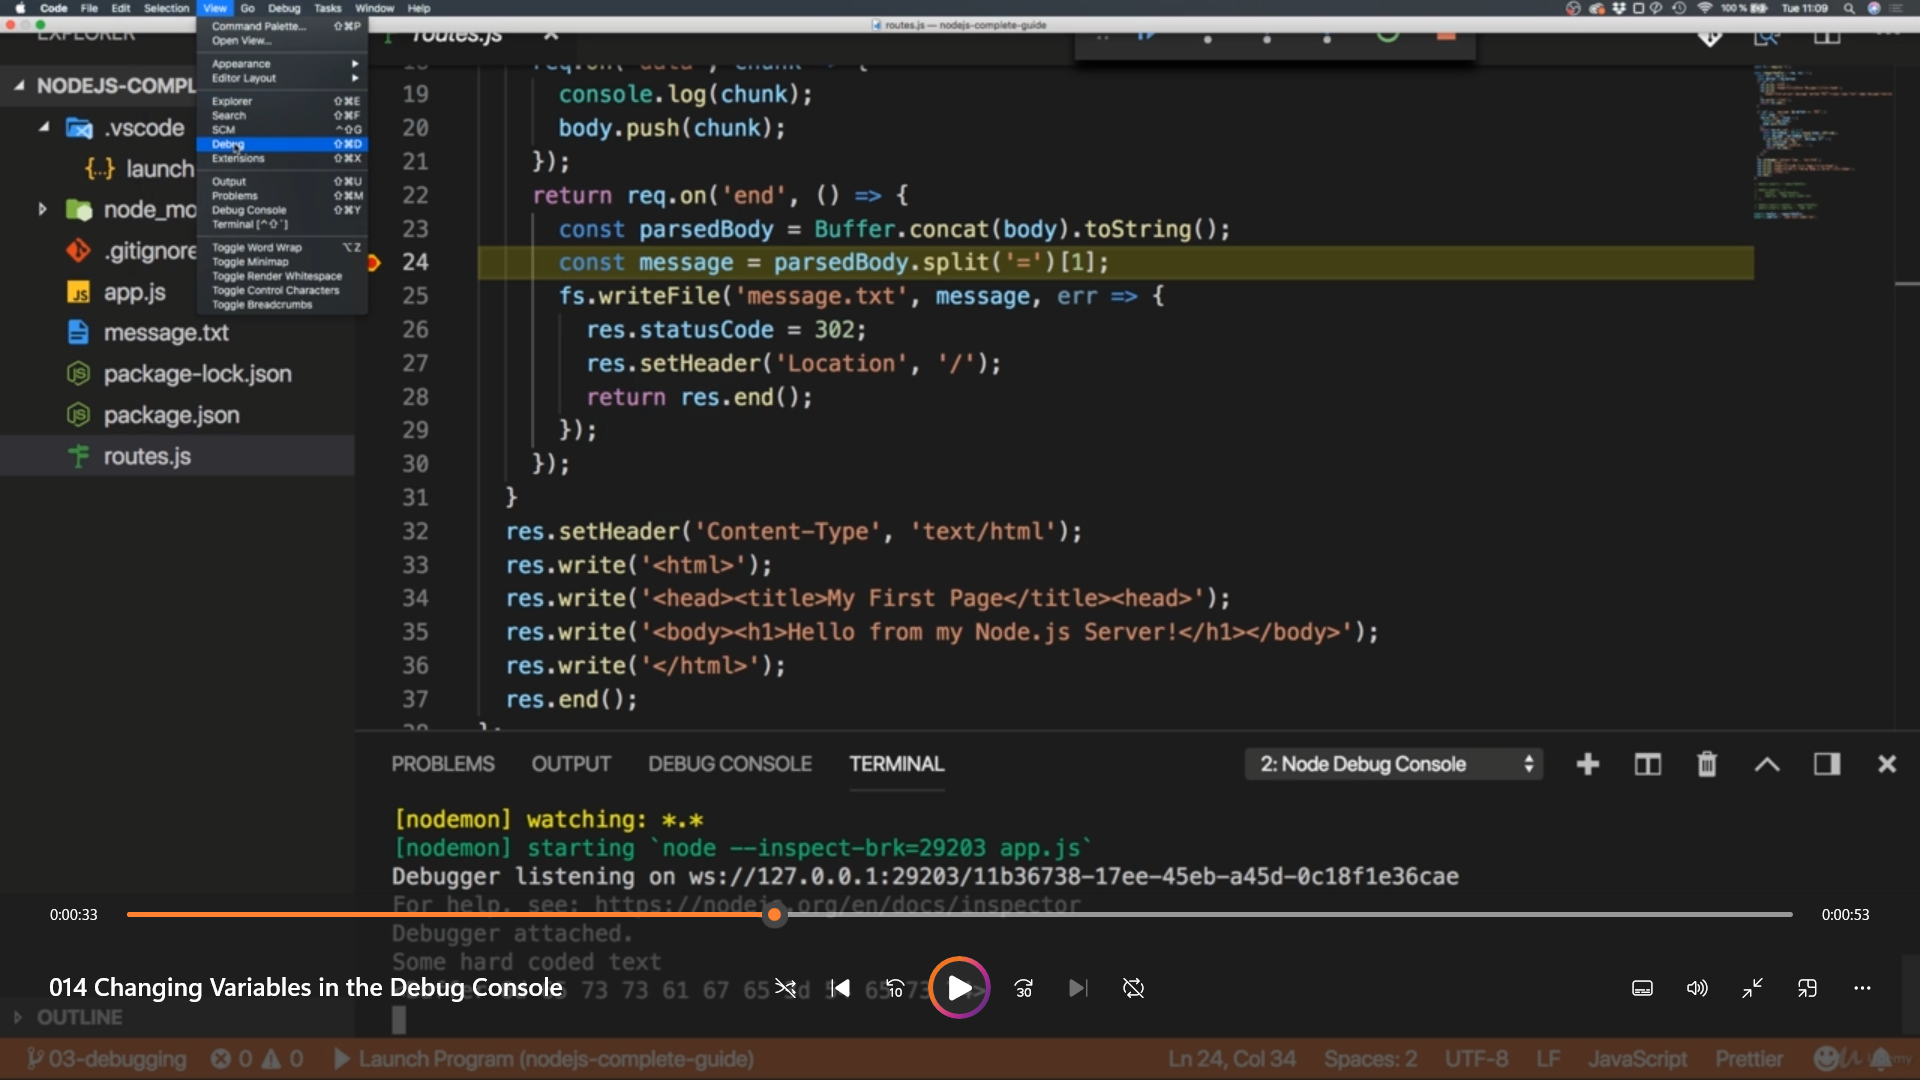 Code File Edit Selection View Go Debug Tasks Window Help
100% Tue 11:09
routes.js — nodejs-complete-guide
EXPLORER
routes.js
NODEJS-COMPL
.vscode
launch
node_mo
.gitignore
app.js
message.txt
package-lock.json
package.json
routes.js
OUTLINE
Command Palette... ⇧⌘P
Open View...
Appearance
Editor Layout
Explorer ⇧⌘E
Search ⇧⌘F
SCM ^⇧G
Debug ⇧⌘D
Extensions ⇧⌘X
Output ⇧⌘U
Problems ⇧⌘M
Debug Console ⇧⌘Y
Terminal [^⇧`]
Toggle Word Wrap ⌥Z
Toggle Minimap
Toggle Render Whitespace
Toggle Control Characters
Toggle Breadcrumbs
18 req.on('data', chunk => {
19 console.log(chunk);
20 body.push(chunk);
21 });
22 return req.on('end', () => {
23 const parsedBody = Buffer.concat(body).toString();
24 const message = parsedBody.split('=')[1];
25 fs.writeFile('message.txt', message, err => {
26 res.statusCode = 302;
27 res.setHeader('Location', '/');
28 return res.end();
29 });
30 });
31 }
32 res.setHeader('Content-Type', 'text/html');
33 res.write('<html>');
34 res.write('<head><title>My First Page</title><head>');
35 res.write('<body><h1>Hello from my Node.js Server!</h1></body>');
36 res.write('</html>');
37 res.end();
38 };
PROBLEMS OUTPUT DEBUG CONSOLE TERMINAL 2: Node Debug Console
[nodemon] watching: *.*
[nodemon] starting `node --inspect-brk=29203 app.js`
Debugger listening on ws://127.0.0.1:29203/11b36738-17ee-45eb-a45d-0c18f1e36cae
For help, see: https://nodejs.org/en/docs/inspector
Debugger attached.
Some hard coded text
73 73 61 67 65
0:00:33 0:00:53
014 Changing Variables in the Debug Console
10 30
03-debugging 0 0 Launch Program (nodejs-complete-guide) Ln 24, Col 34 Spaces: 2 UTF-8 LF JavaScript Prettier